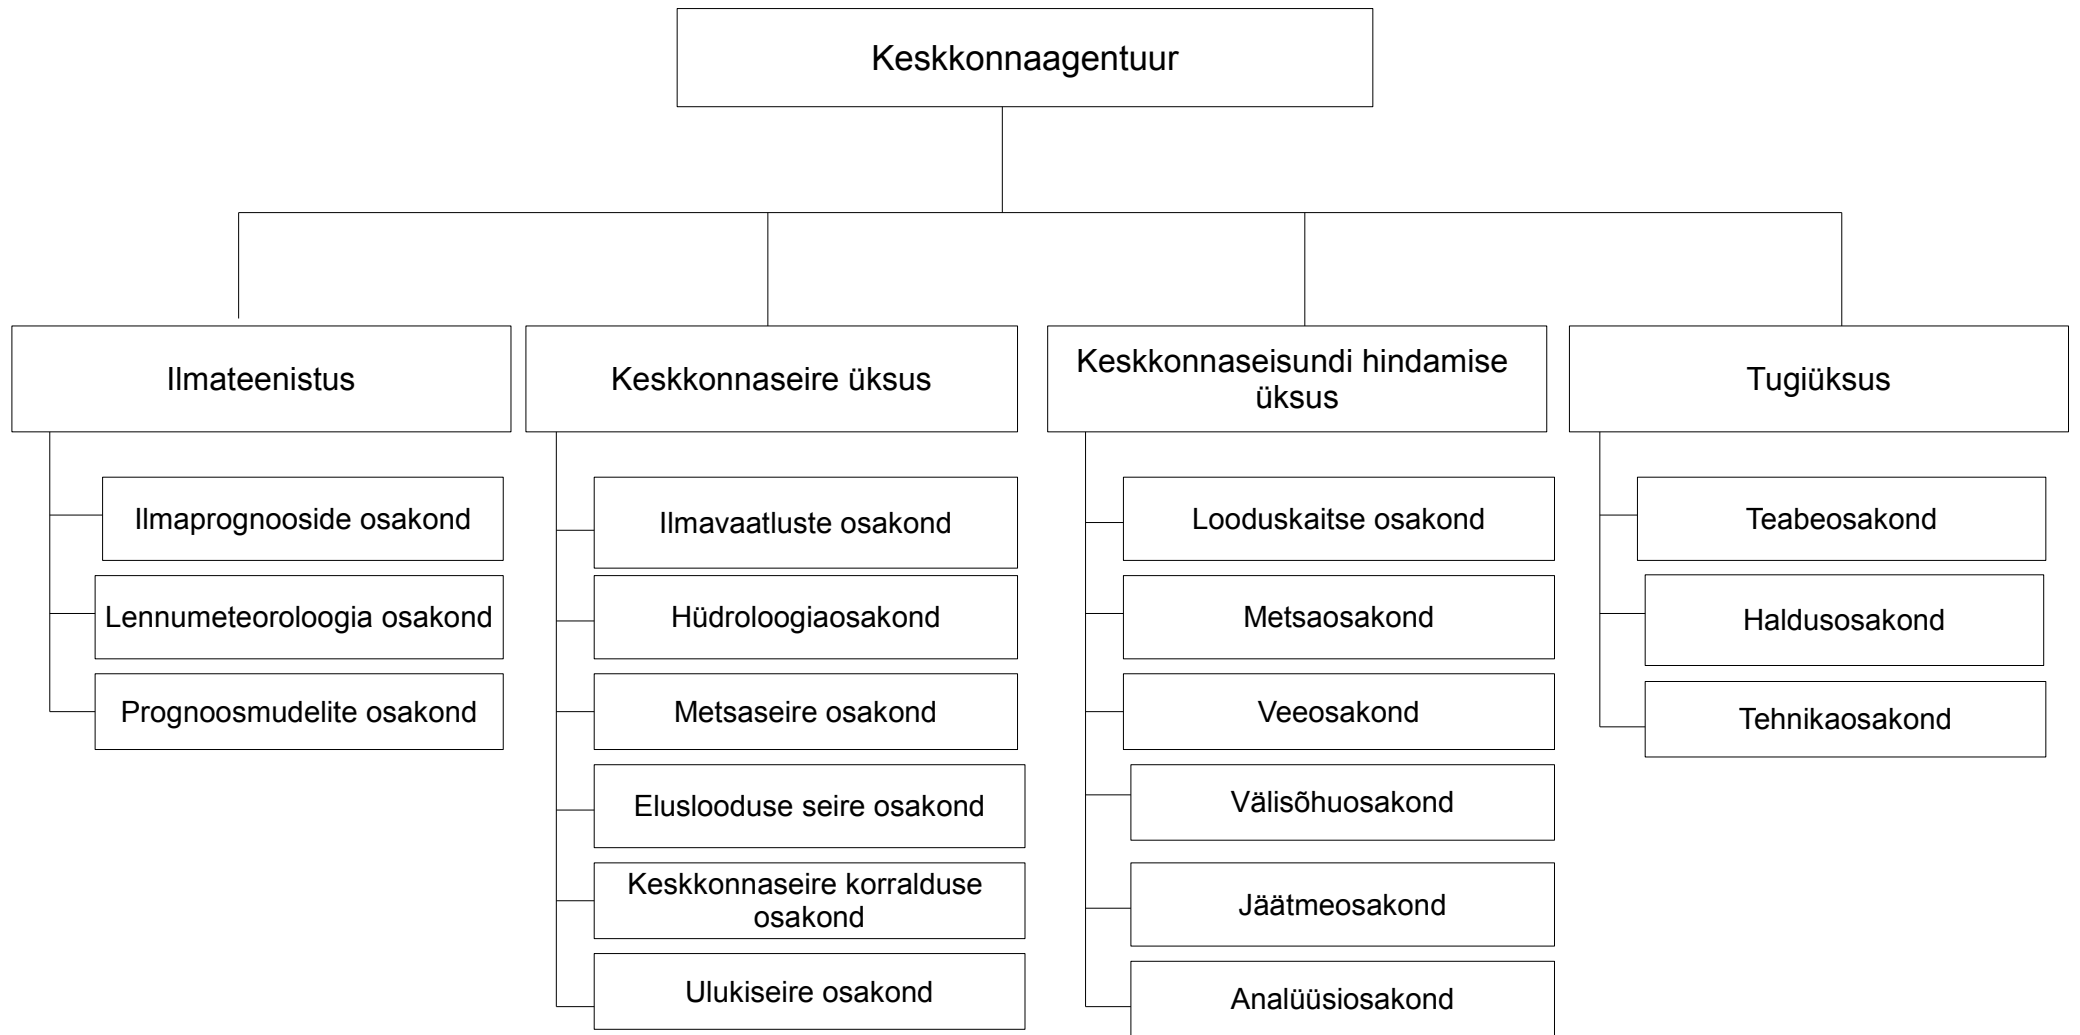 Keskkonnaagentuur
Ilmateenistus
Ilmaprognooside osakond
Lennumeteoroloogia osakond
Prognoosmudelite osakond
Keskkonnaseire üksus
Ilmavaatluste osakond
Hüdroloogiaosakond
Metsaseire osakond
Eluslooduse seire osakond
Keskkonnaseire korralduse
osakond
Ulukiseire osakond
Keskkonnaseisundi hindamise
üksus
Looduskaitse osakond
Metsaosakond
Veeosakond
Välisõhuosakond
Jäätmeosakond
Analüüsiosakond
Tugiüksus
Teabeosakond
Haldusosakond
Tehnikaosakond